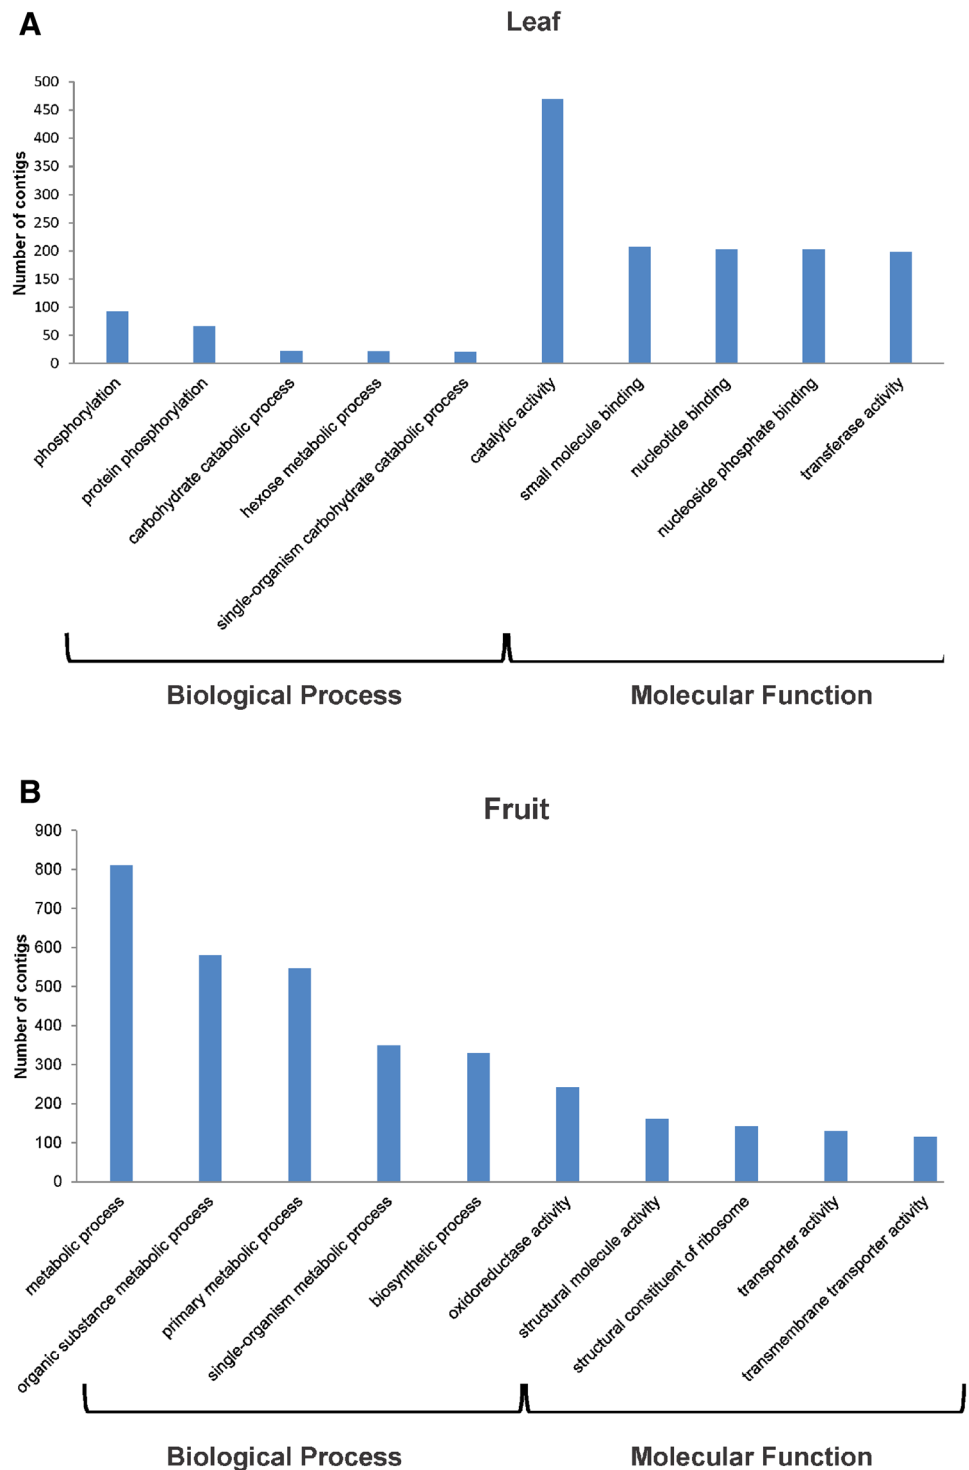 A
Leaf
500
450
400
350
300
250
200
150
100
50
0
Number of contigs
phosphorylation
protein phosphorylation
carbohydrate catabolic process
hexose metabolic process
single-organism carbohydrate catabolic process
catalytic activity
small molecule binding
nucleotide binding
nucleoside phosphate binding
transferase activity
Biological Process
Molecular Function
B
Fruit
900
800
700
600
500
400
300
200
100
0
Number of contigs
metabolic process
organic substance metabolic process
primary metabolic process
single-organism metabolic process
biosynthetic process
oxidoreductase activity
structural molecule activity
structural constituent of ribosome
transporter activity
transmembrane transporter activity
Biological Process
Molecular Function